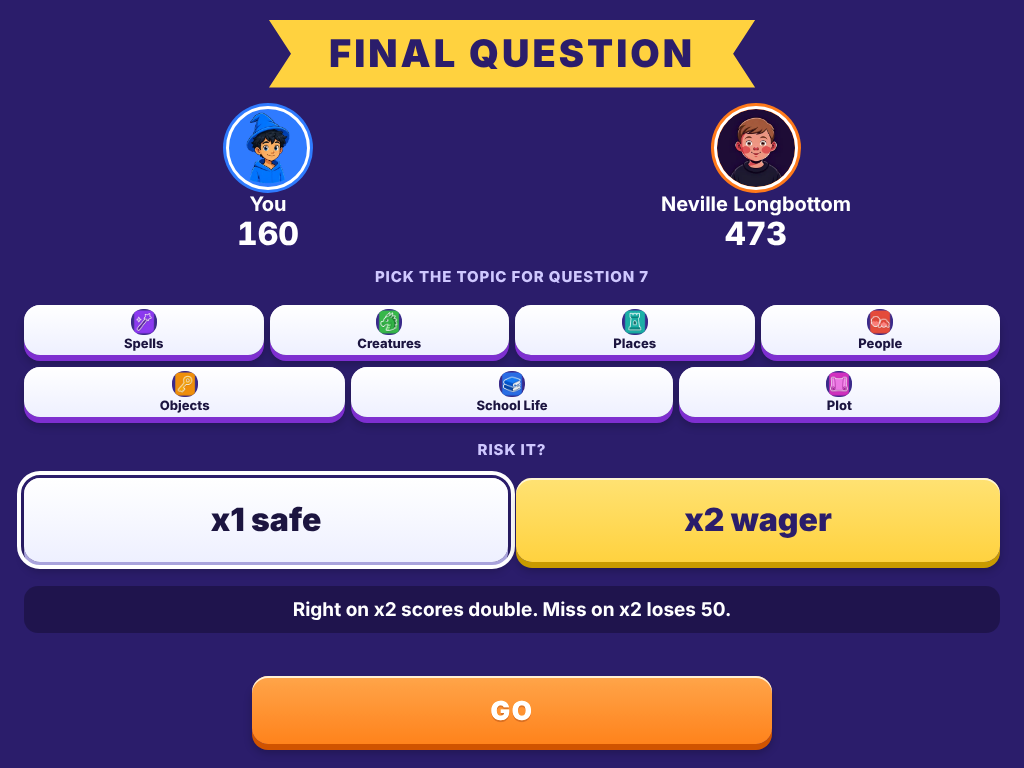 FINAL QUESTION
You
160
Neville Longbottom
473
PICK THE TOPIC FOR QUESTION 7
Spells
Creatures
Places
People
Objects
School Life
Plot
RISK IT?
x1 safe
x2 wager
Right on x2 scores double. Miss on x2 loses 50.
GO